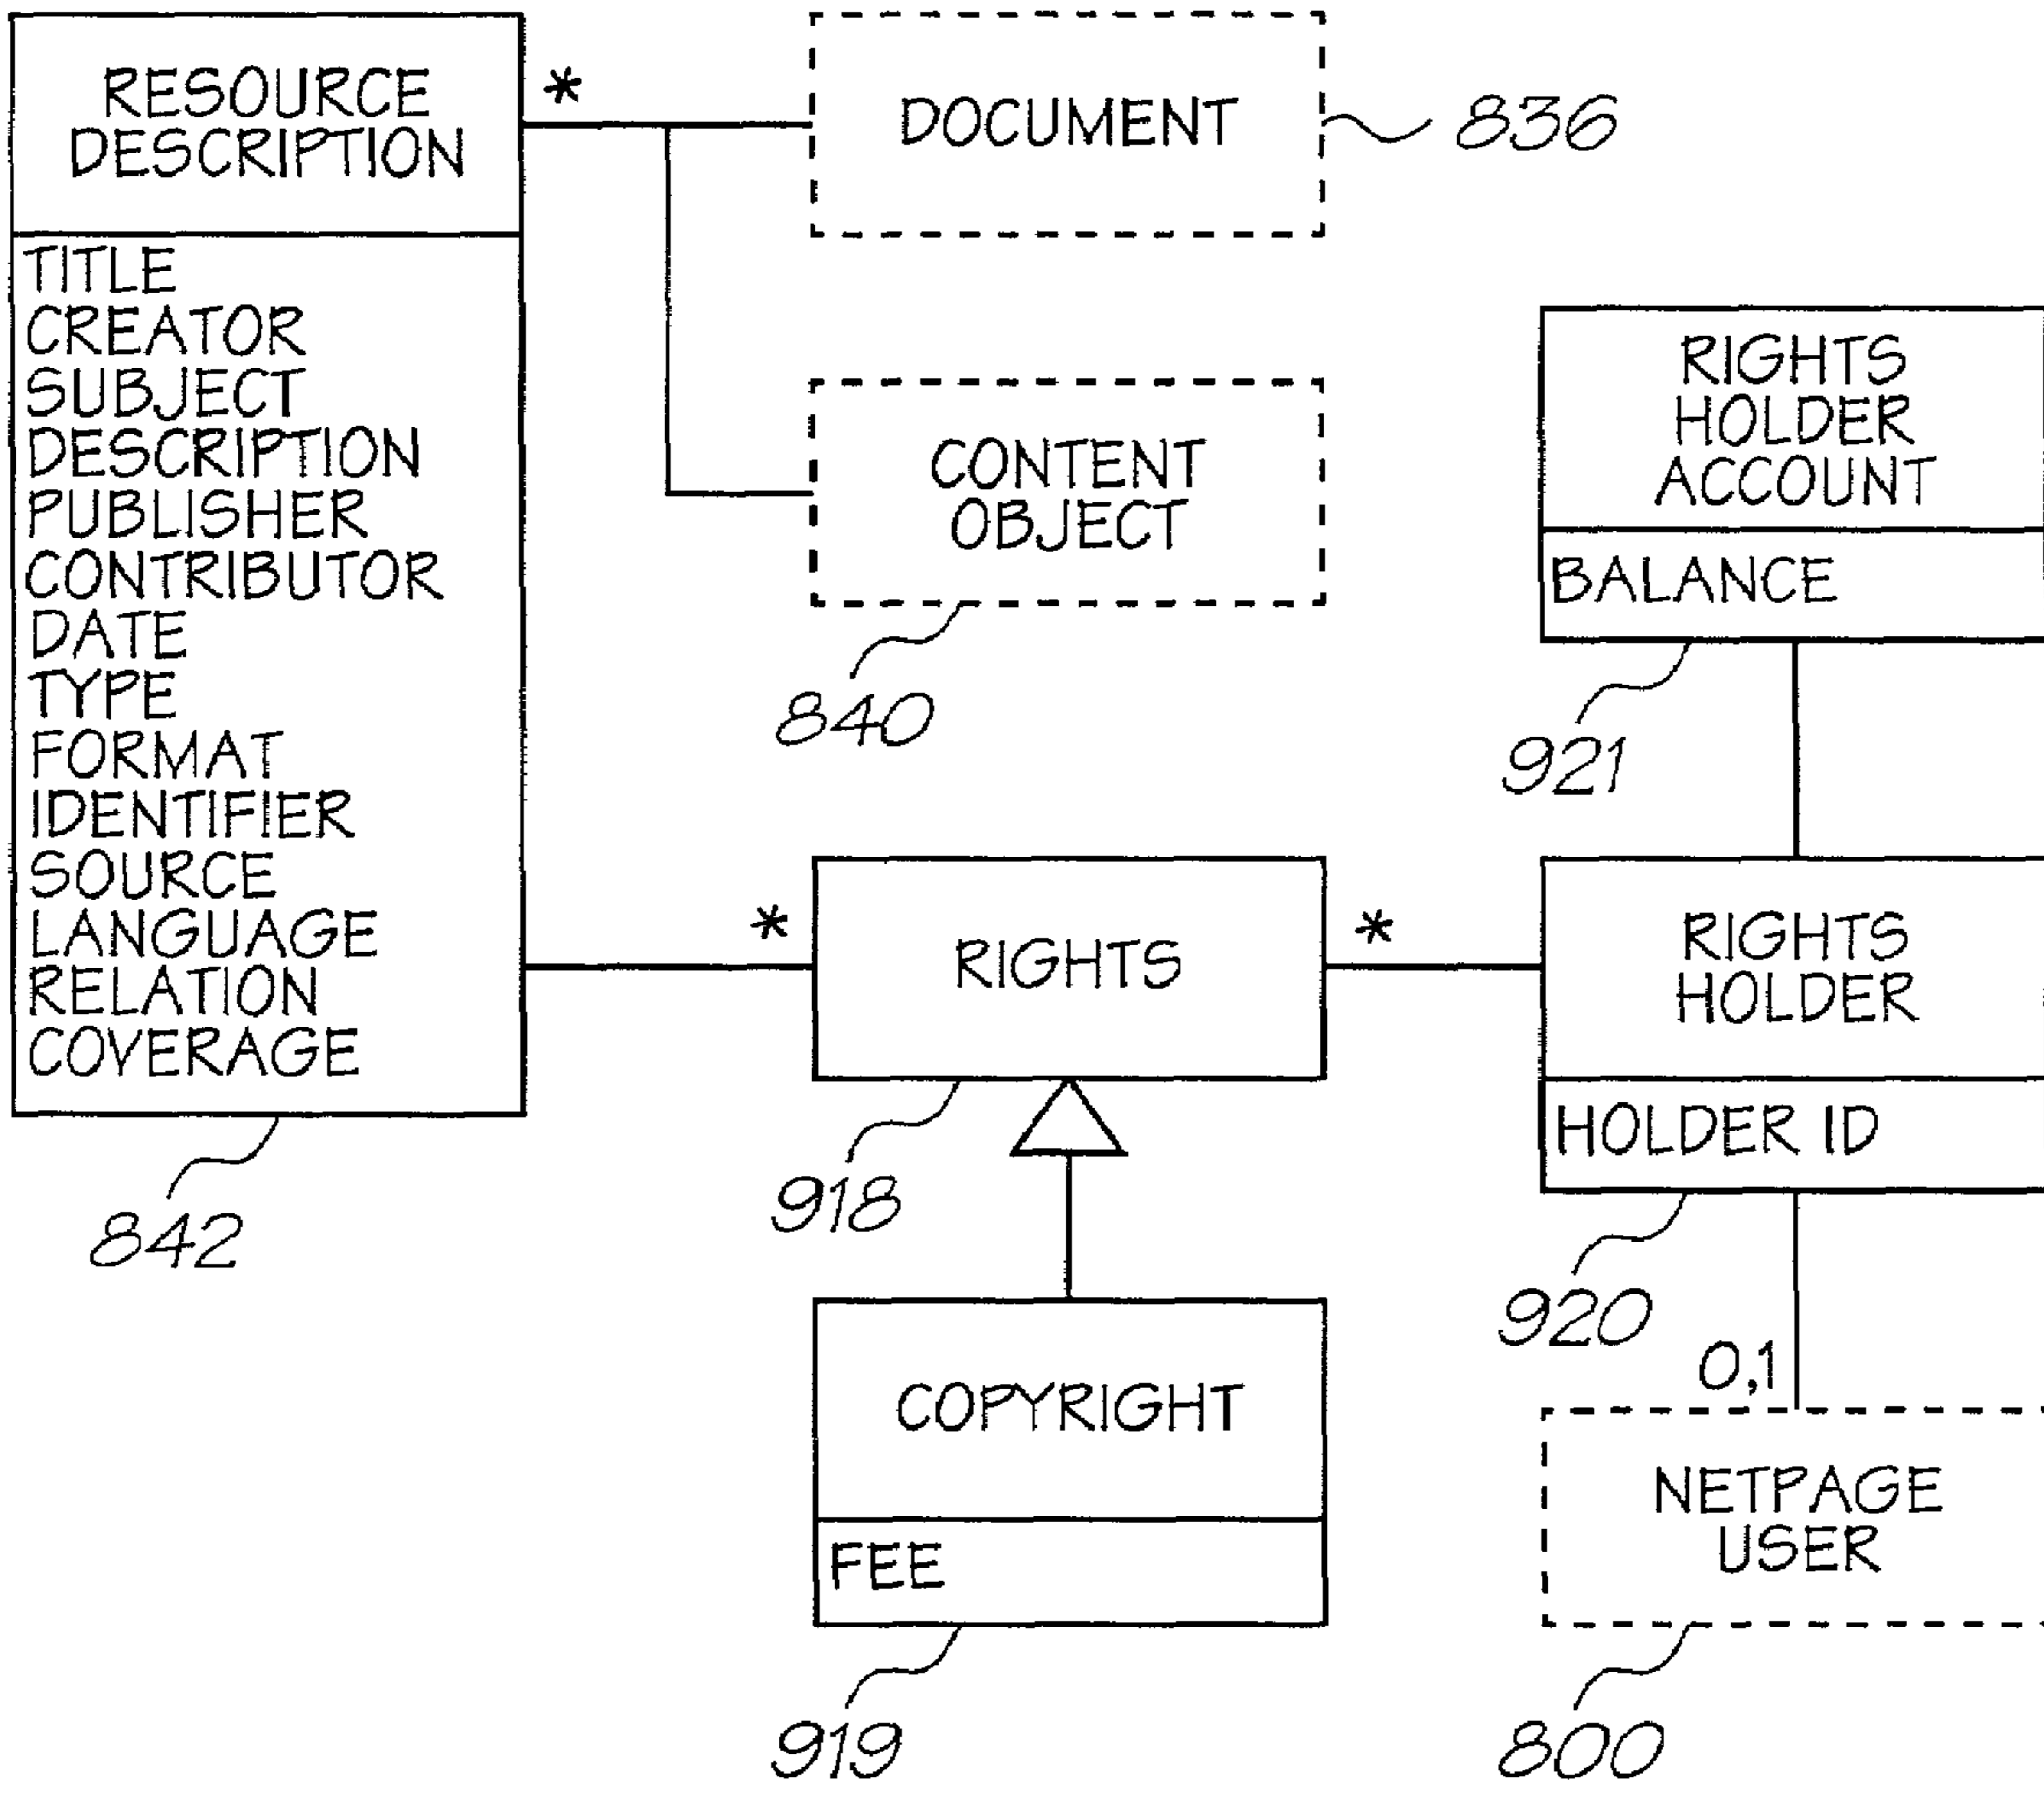 RESOURCE
DESCRIPTION
TITLE
CREATOR
SUBJECT
DESCRIPTION
PUBLISHER
CONTRIBUTOR
DATE
TYPE
FORMAT
IDENTIFIER
SOURCE
LANGUAGE
RELATION
COVERAGE
842
*
DOCUMENT
836
CONTENT
OBJECT
840
RIGHTS
HOLDER
ACCOUNT
BALANCE
921
*
RIGHTS
918
*
RIGHTS
HOLDER
HOLDER ID
920
COPYRIGHT
FEE
919
0,1
NETPAGE
USER
800